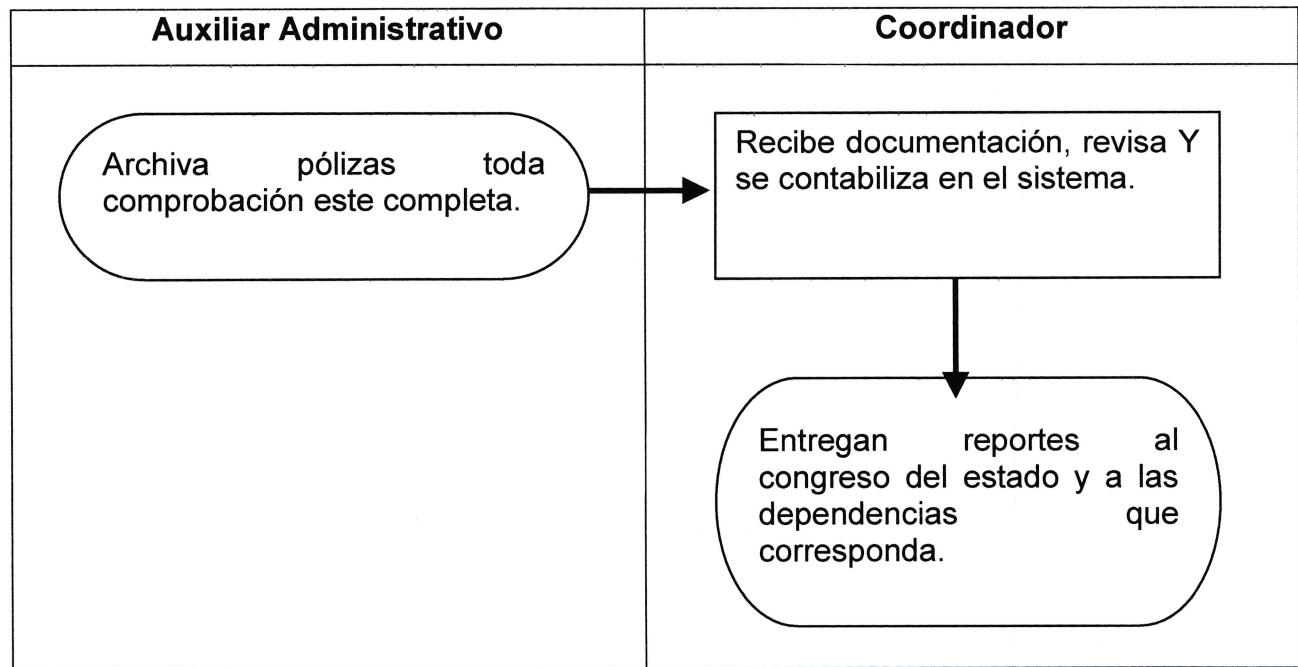 Auxiliar Administrativo
Coordinador
Archiva pólizas toda
comprobación este completa.
Recibe documentación, revisa Y
se contabiliza en el sistema.
Entregan reportes al
congreso del estado y a las
dependencias que
corresponda.